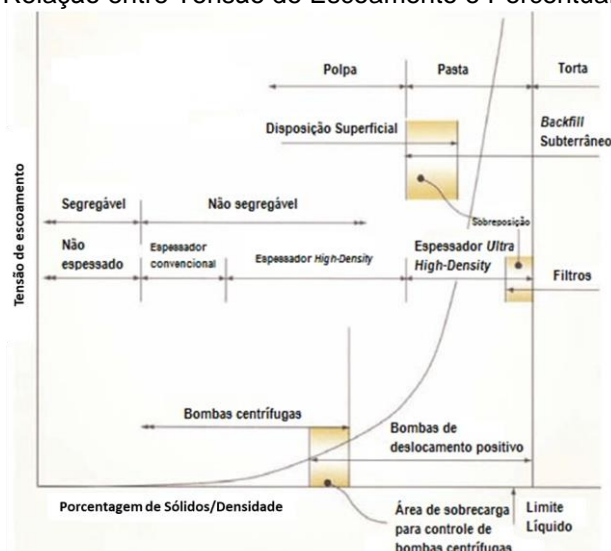 Relação entre Tensão de Escoamento e Porcentual
Polpa
Pasta
Torta
Disposição Superficial
Backfill
Subterrâneo
Tensão de escoamento
Segregável
Não segregável
Sobreposição
Não
espessado
Espessador
convencional
Espessador High-Density
Espessador Ultra
High-Density
Filtros
Bombas centrífugas
Bombas de
deslocamento positivo
Porcentagem de Sólidos/Densidade
Área de sobrecarga
para controle de
bombas centrífugas
Limite
Líquido